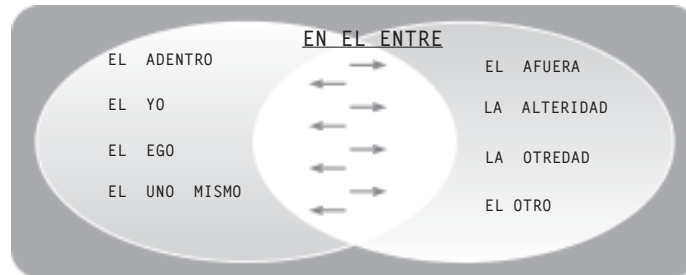 EN EL ENTRE
EL ADENTRO
EL YO
EL EGO
EL UNO MISMO
EL AFUERA
LA ALTERIDAD
LA OTREDAD
EL OTRO